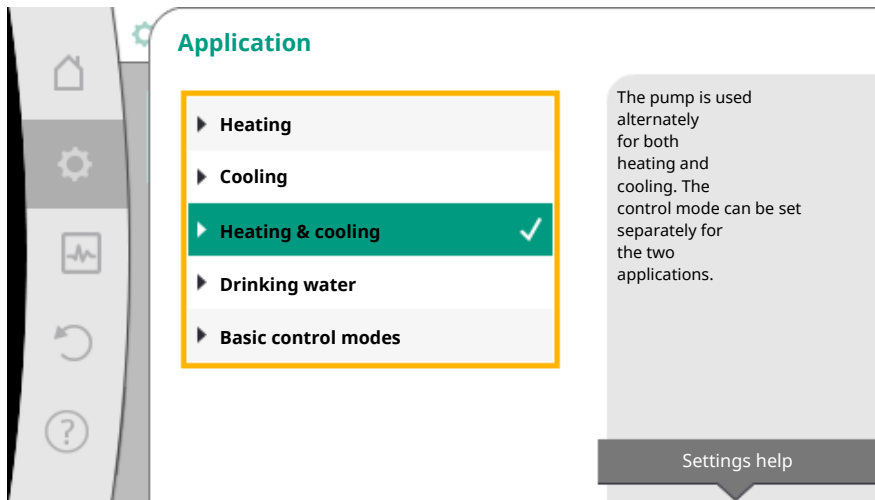 Application
Heating
Cooling
Heating & cooling
Drinking water
Basic control modes
The pump is used
alternately
for both
heating and
cooling. The
control mode can be set
separately for
the two
applications.
Settings help
?